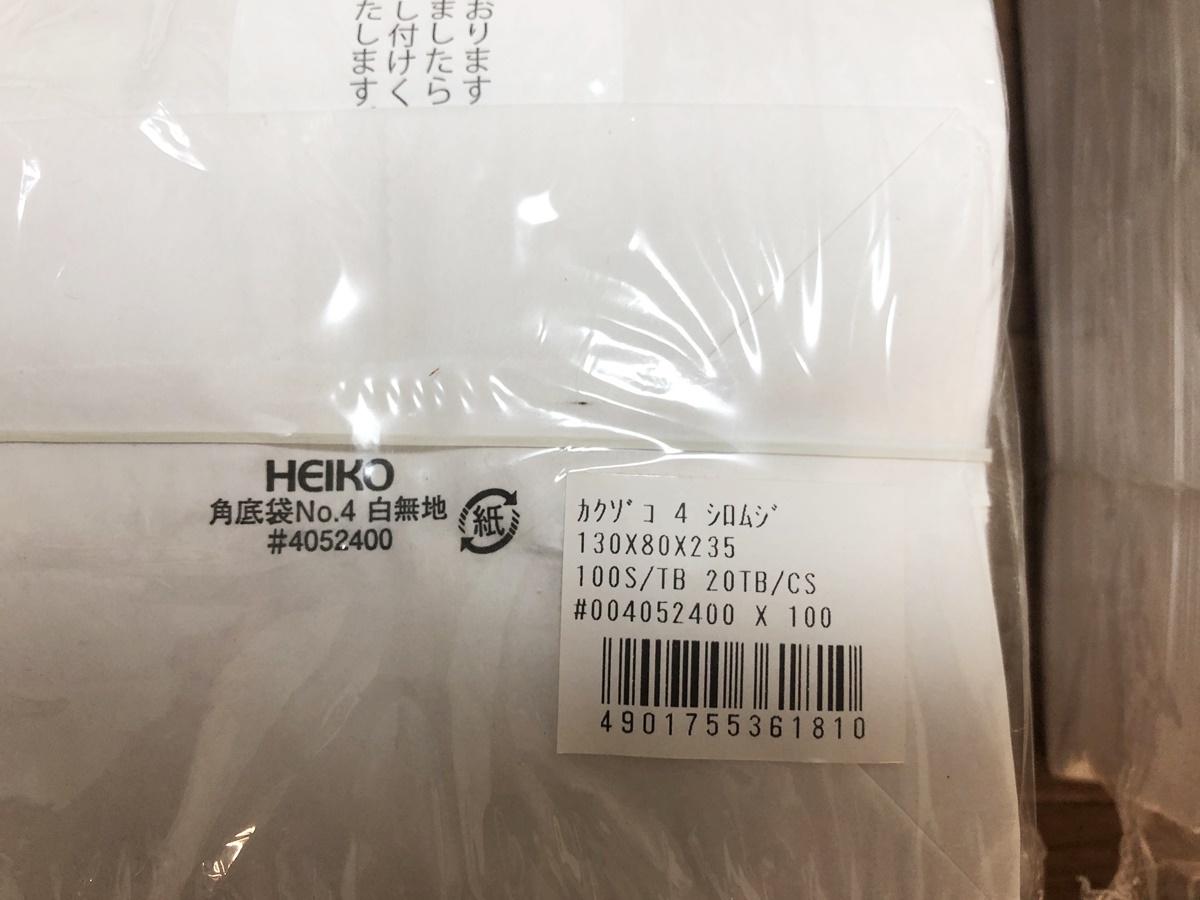 おります
ましたら
し付けく
たします。
HEIKO
角底袋No.4 白無地
#4052400
紙
ｶｸｿﾞｺ 4 ｼﾛﾑｼﾞ
130X80X235
100S/TB 20TB/CS
#004052400 X 100
4901755361810